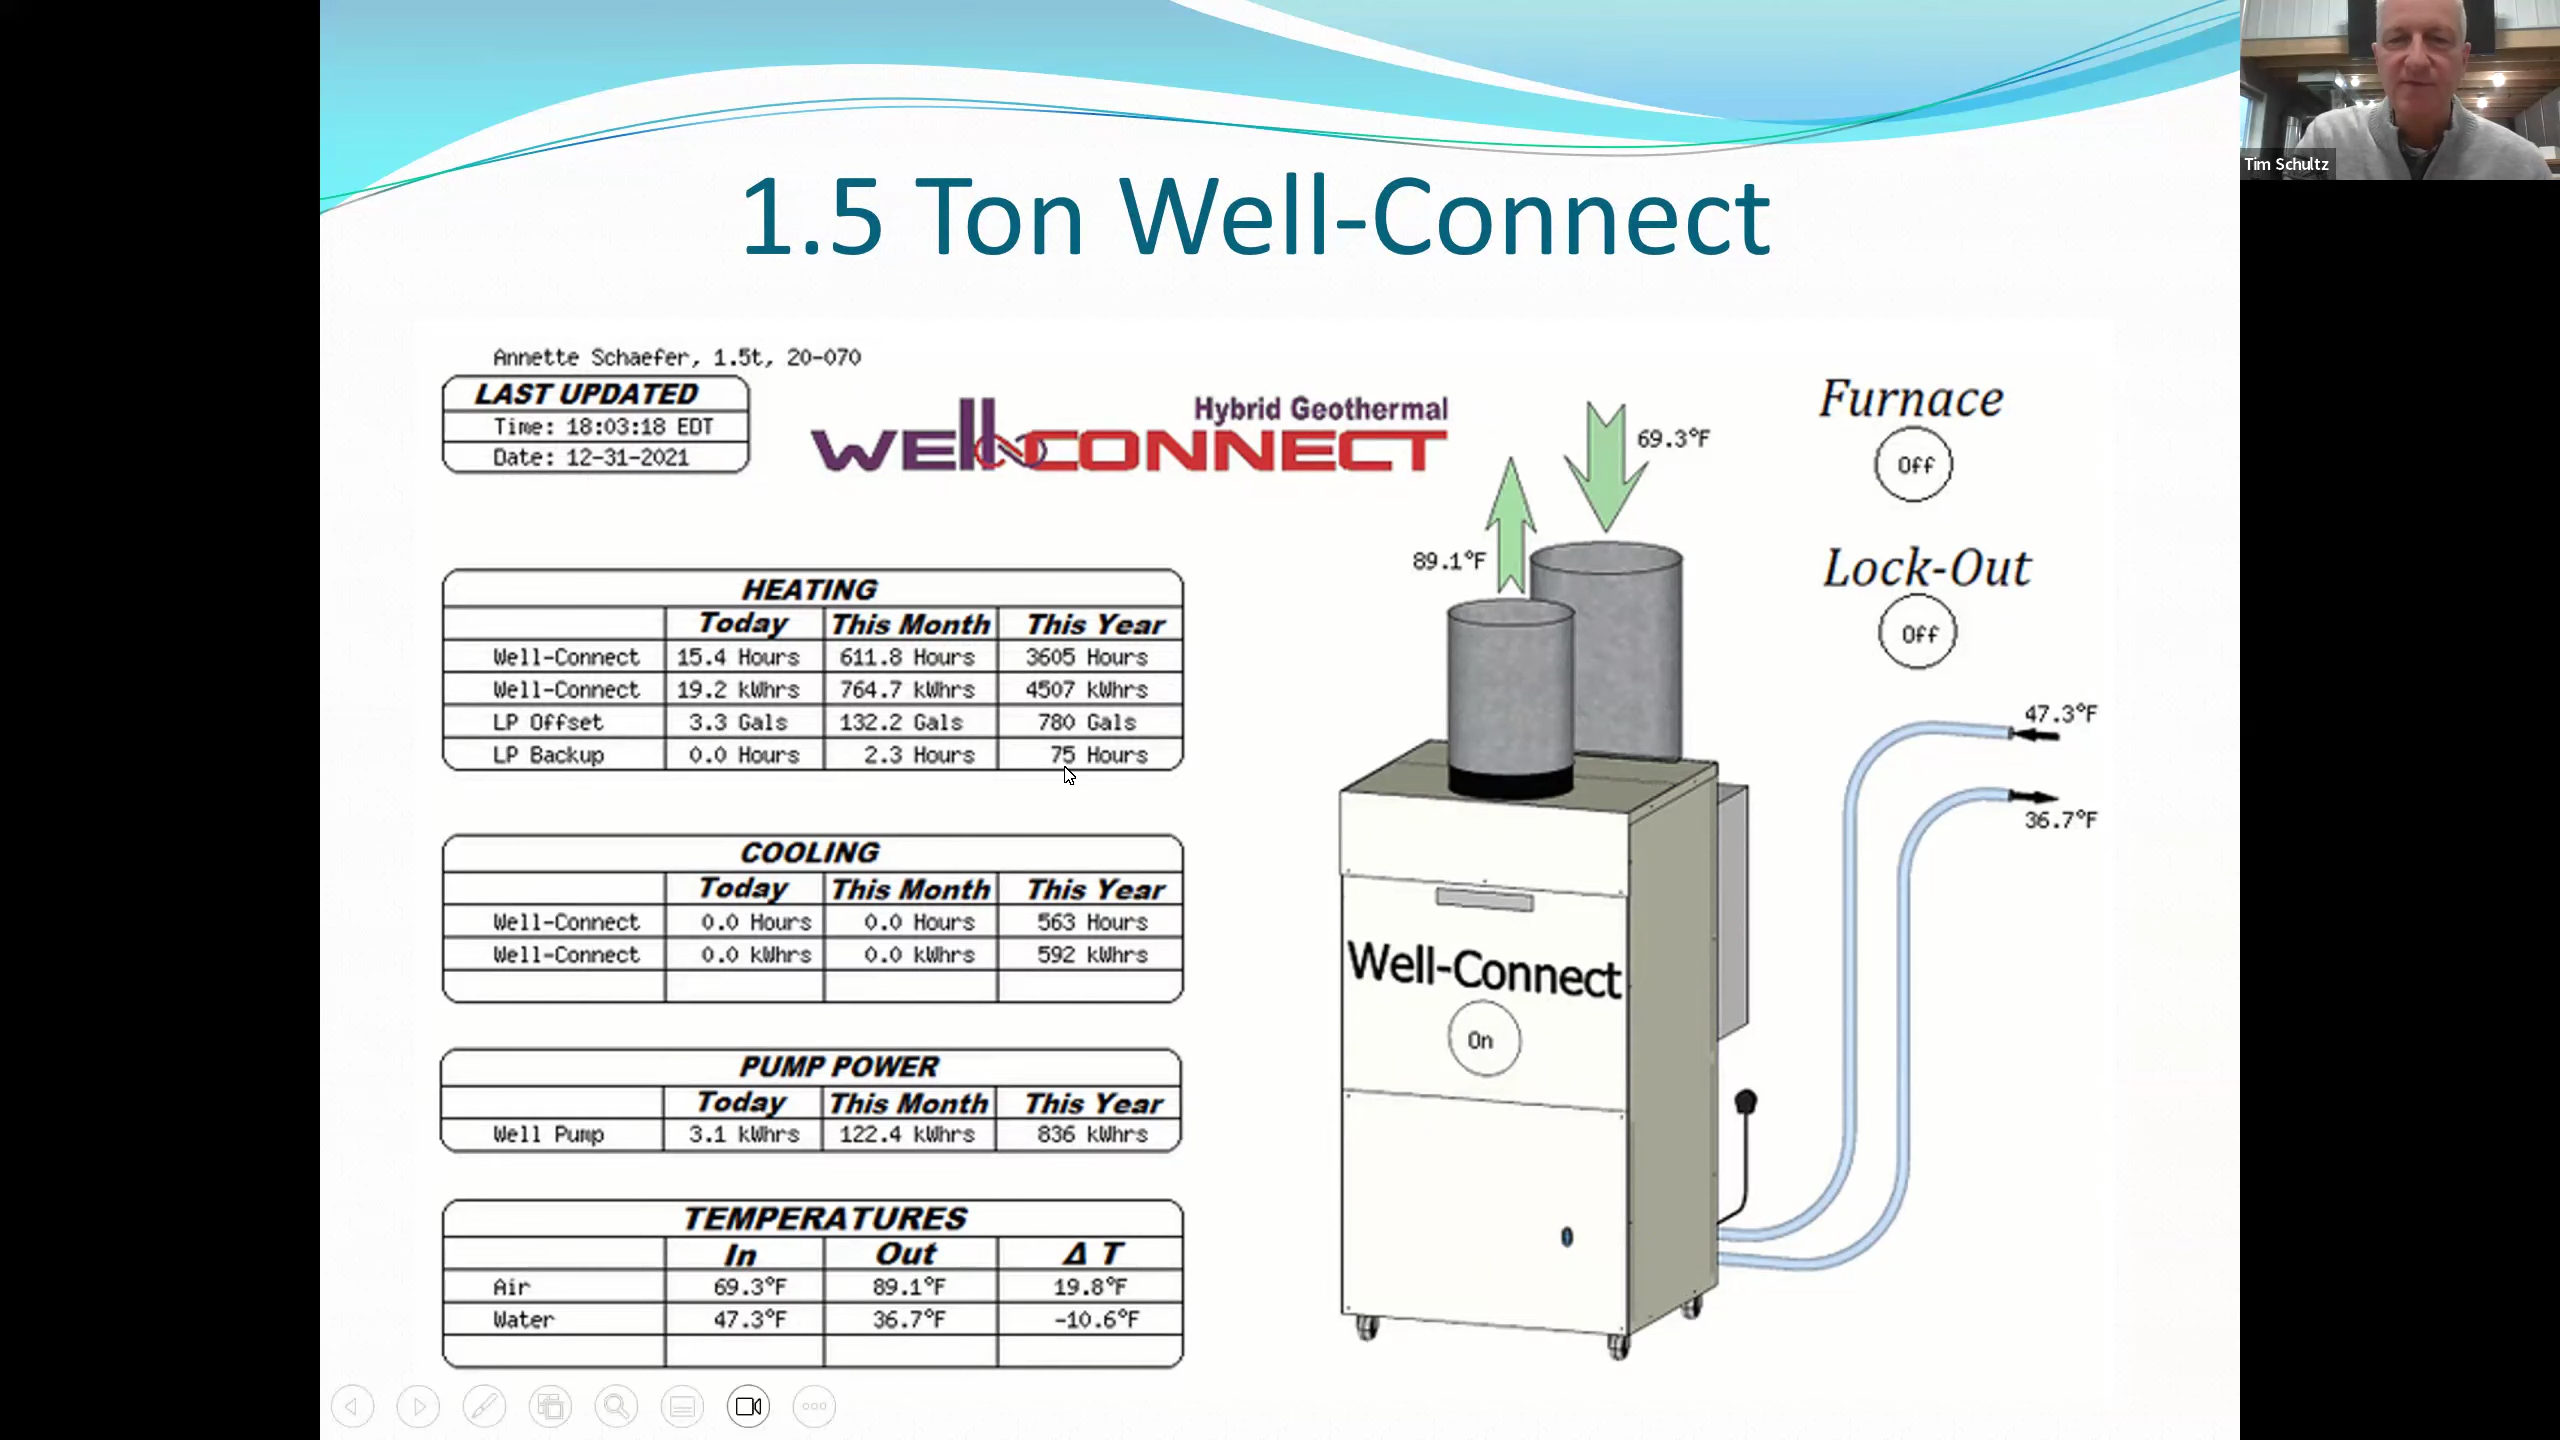 Tim Schultz
1.5 Ton Well-Connect
Annette Schaefer, 1.5t, 20-070
LAST UPDATED
Time: 18:03:18 EDT
Date: 12-31-2021
Hybrid Geothermal
WELL CONNECT
69.3°F
89.1°F
Furnace
Off
Lock-Out
Off
47.3°F
36.7°F
HEATING
Today This Month This Year
Well-Connect 15.4 Hours 611.8 Hours 3605 Hours
Well-Connect 19.2 kWhrs 764.7 kWhrs 4507 kWhrs
LP Offset 3.3 Gals 132.2 Gals 780 Gals
LP Backup 0.0 Hours 2.3 Hours 75 Hours
COOLING
Today This Month This Year
Well-Connect 0.0 Hours 0.0 Hours 563 Hours
Well-Connect 0.0 kWhrs 0.0 kWhrs 592 kWhrs
PUMP POWER
Today This Month This Year
Well Pump 3.1 kWhrs 122.4 kWhrs 836 kWhrs
TEMPERATURES
In Out Δ T
Air 69.3°F 89.1°F 19.8°F
Water 47.3°F 36.7°F -10.6°F
Well-Connect
On